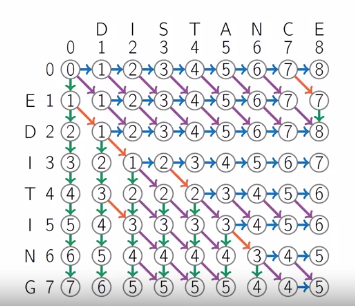 D I S T A N C E
0 1 2 3 4 5 6 7 8
0 0 1 2 3 4 5 6 7 8
E 1 1 1 2 3 4 5 6 7 7
D 2 2 1 2 3 4 5 6 7 8
I 3 3 2 1 2 3 4 5 6 7
T 4 4 3 2 2 2 3 4 5 6
I 5 5 4 3 3 3 3 4 5 6
N 6 6 5 4 4 4 4 3 4 5
G 7 7 6 5 5 5 5 4 4 5